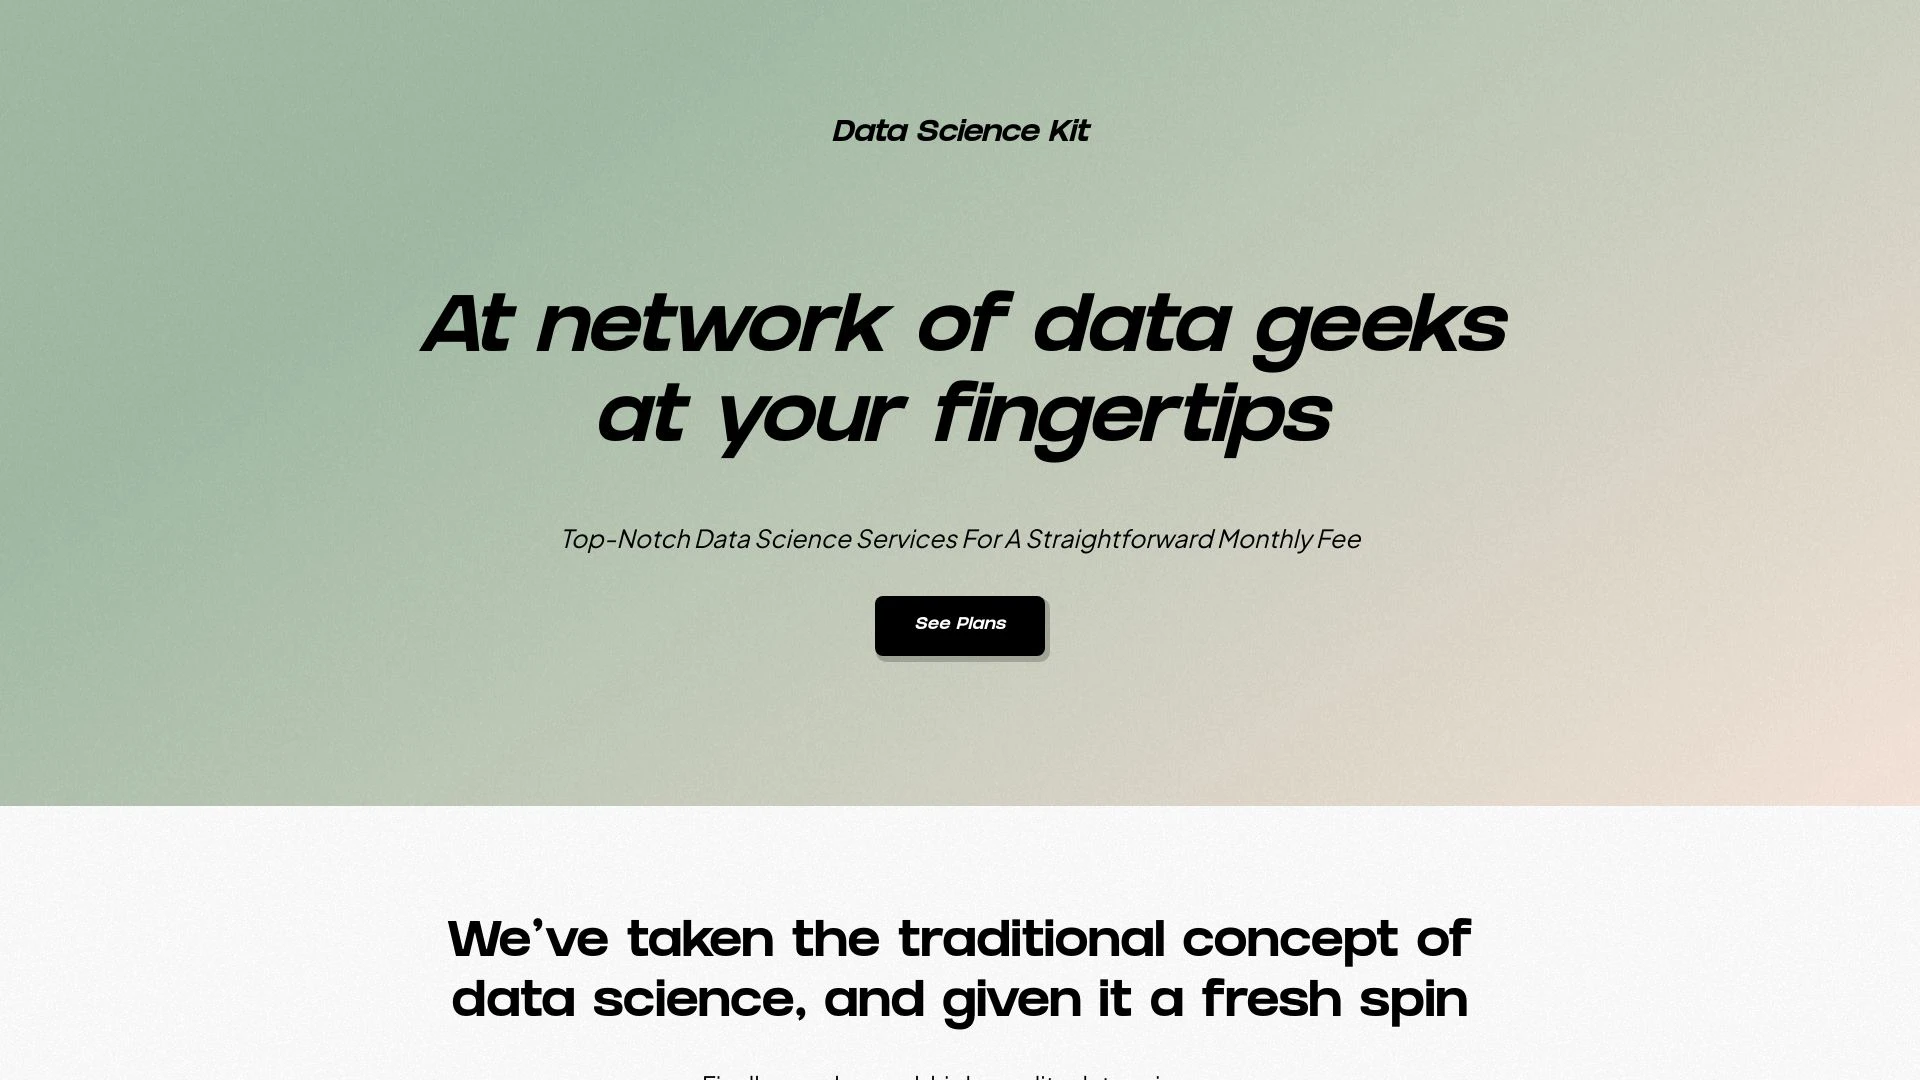 Data Science Kit
At network of data geeks
at your fingertips
Top-Notch Data Science Services For A Straightforward Monthly Fee
See Plans
We’ve taken the traditional concept of
data science, and given it a fresh spin